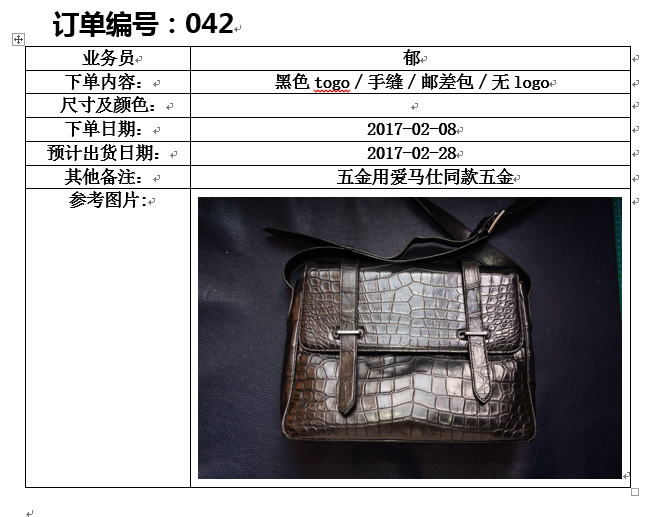 订单编号：042
业务员 郁
下单内容： 黑色 togo / 手缝 / 邮差包 / 无 logo
尺寸及颜色：
下单日期： 2017-02-08
预计出货日期： 2017-02-28
其他备注： 五金用爱马仕同款五金
参考图片: